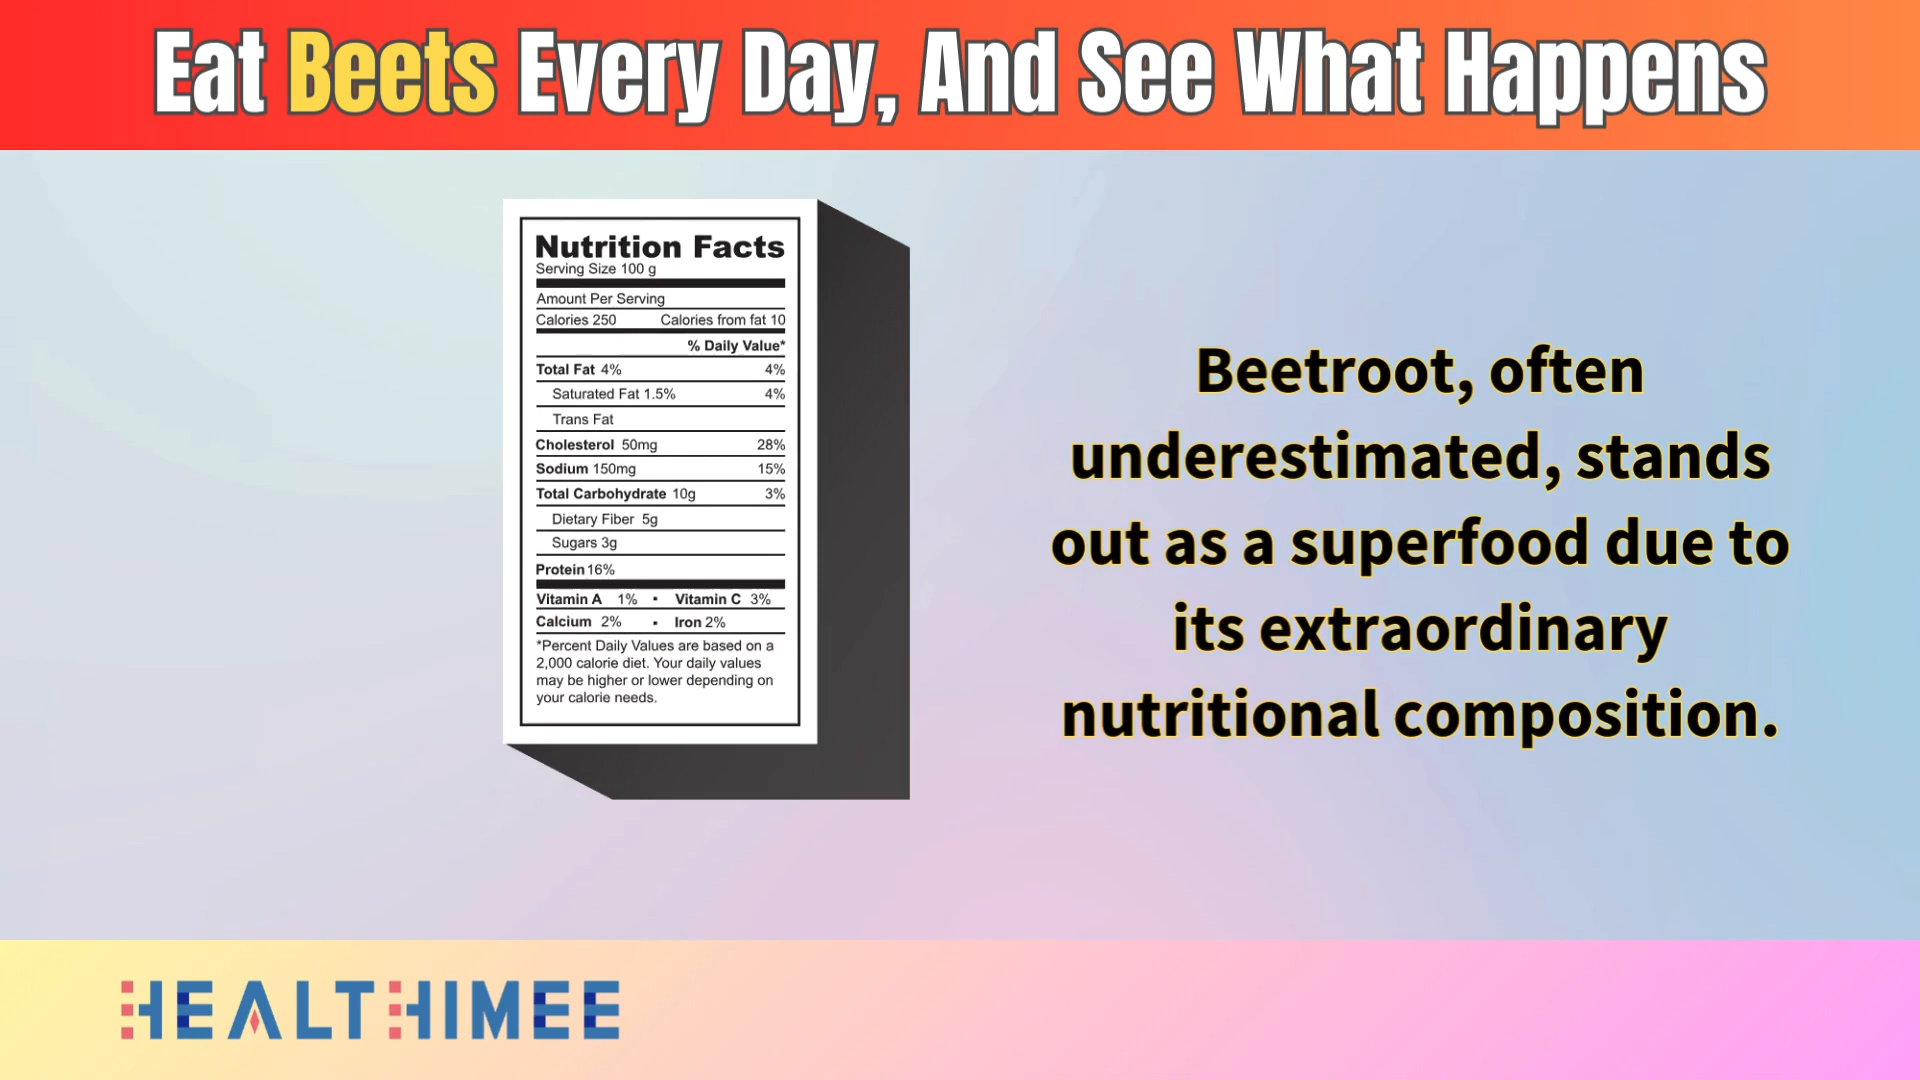 Eat Beets Every Day, And See What Happens
Nutrition Facts
Serving Size 100 g
Amount Per Serving
Calories 250 Calories from fat 10
% Daily Value*
Total Fat 4% 4%
Saturated Fat 1.5% 4%
Trans Fat
Cholesterol 50mg 28%
Sodium 150mg 15%
Total Carbohydrate 10g 3%
Dietary Fiber 5g
Sugars 3g
Protein 16%
Vitamin A 1% • Vitamin C 3%
Calcium 2% • Iron 2%
*Percent Daily Values are based on a
2,000 calorie diet. Your daily values
may be higher or lower depending on
your calorie needs.
Beetroot, often
underestimated, stands
out as a superfood due to
its extraordinary
nutritional composition.
HEALTHIMEE